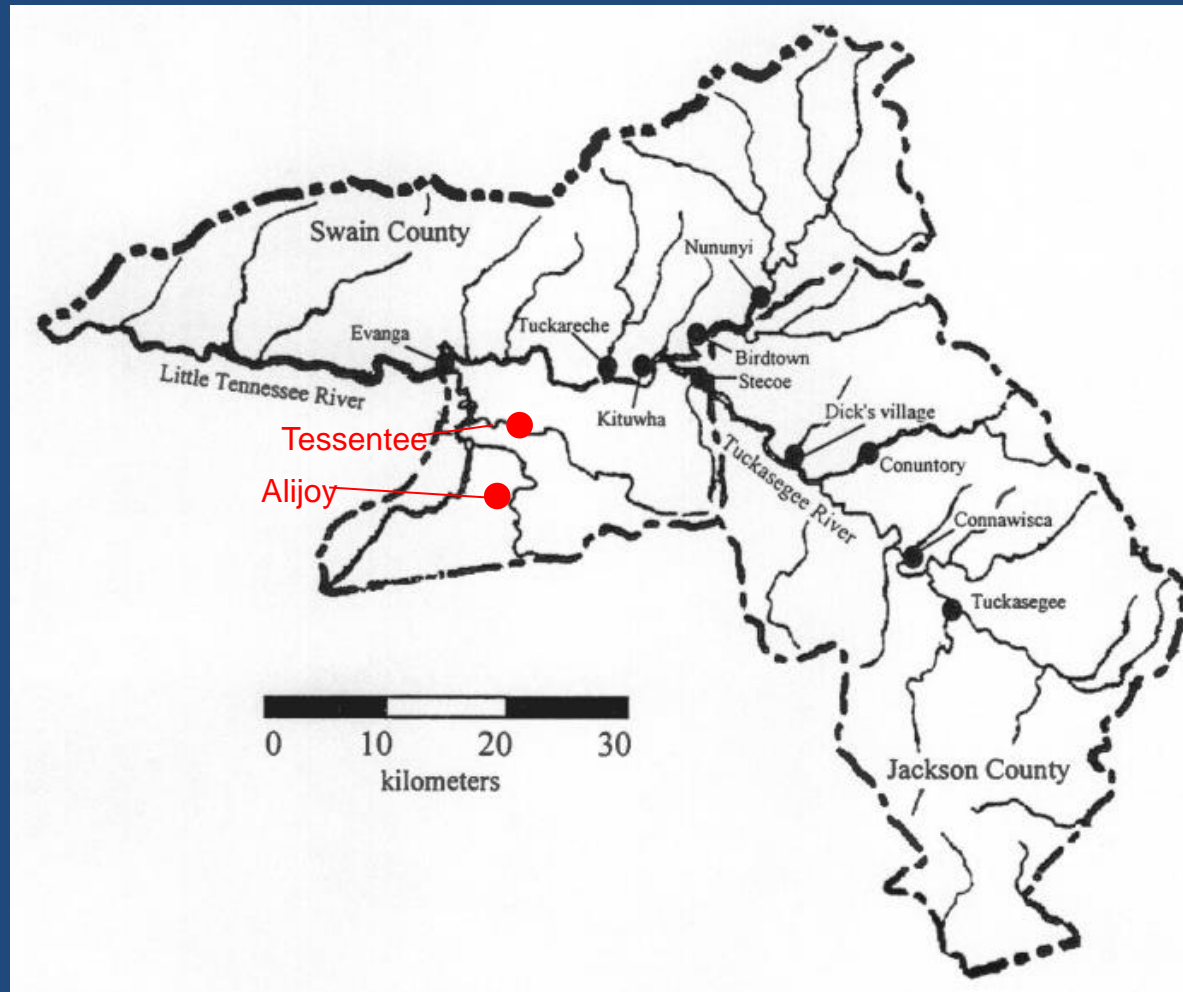 Swain County
Nununyi
Evanga
Tuckareche
Birdtown
Stecoe
Little Tennessee River
Kituwha
Dick's village
Tessentee
Tuckasegee River
Conuntory
Alijoy
Connawisca
Tuckasegee
0 10 20 30
kilometers
Jackson County